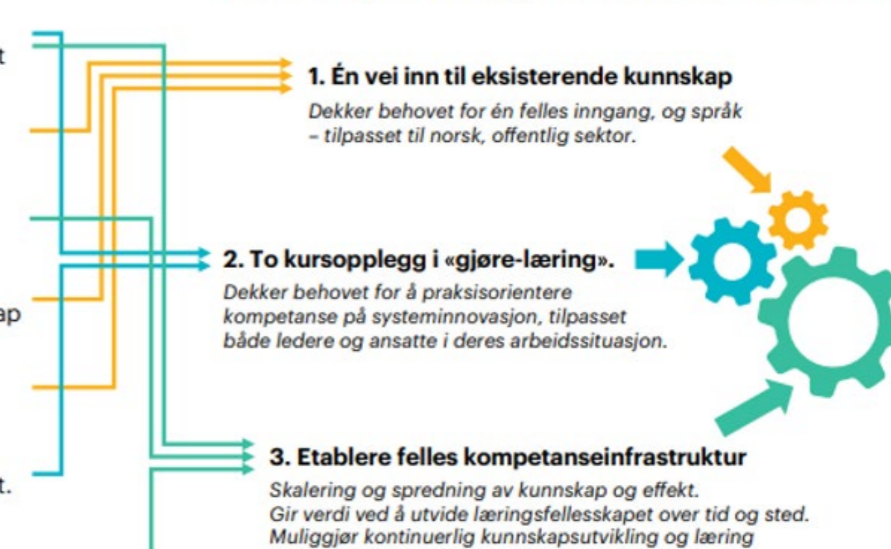 t
1. Én vei inn til eksisterende kunnskap
Dekker behovet for én felles inngang, og språk
– tilpasset til norsk, offentlig sektor.
2. To kursopplegg i «gjøre-læring».
Dekker behovet for å praksisorientere
kompetanse på systeminnovasjon, tilpasset
både ledere og ansatte i deres arbeidssituasjon.
ap
3. Etablere felles kompetanseinfrastruktur
t.
Skalering og spredning av kunnskap og effekt.
Gir verdi ved å utvide læringsfellesskapet over tid og sted.
Muliggjør kontinuerlig kunnskapsutvikling og læring